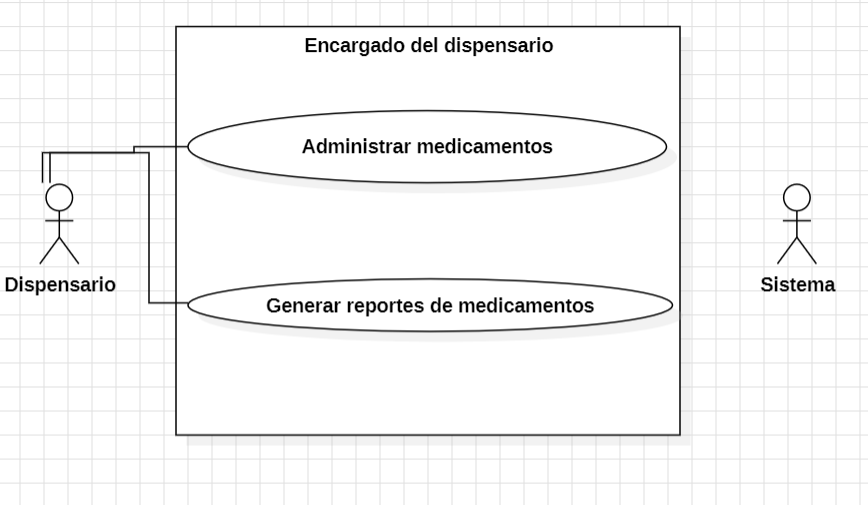 Encargado del dispensario
Administrar medicamentos
Dispensario
Sistema
Generar reportes de medicamentos